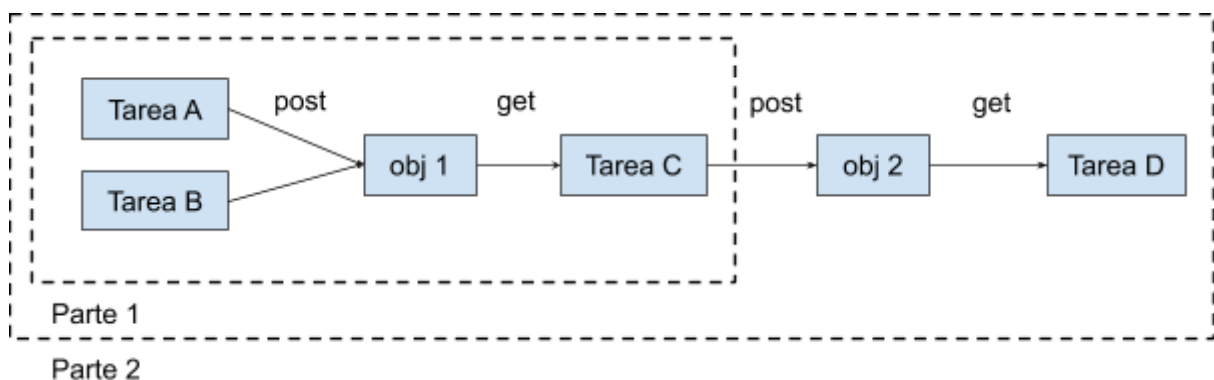 Tarea A
post
get
post
get
obj 1
Tarea C
obj 2
Tarea D
Tarea B
Parte 1
Parte 2